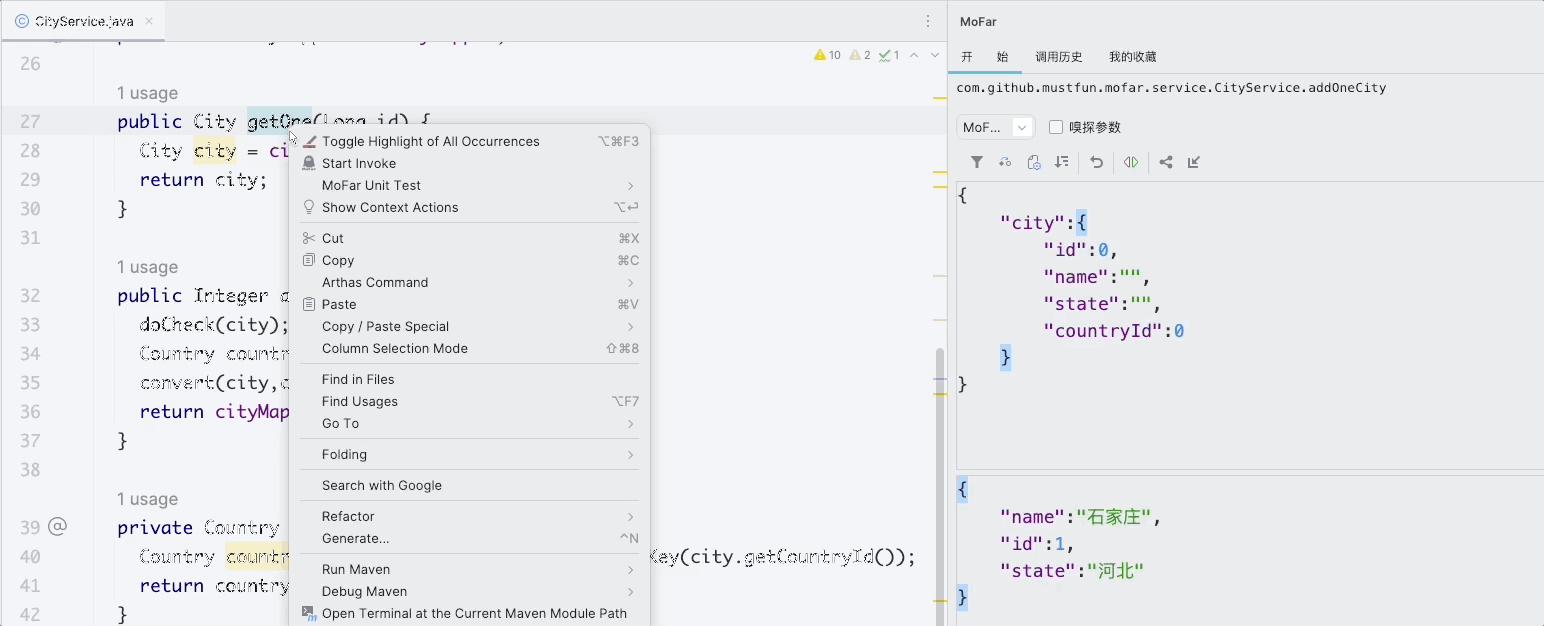 CityService.java
26
10 2 1
1 usage
27 public City getOne(Long id) {
28 City city = ci
29 return city;
30 }
31
1 usage
32 public Integer a
33 doCheck(city);
34 Country countr
35 convert(city,c
36 return cityMap
37 }
38
1 usage
39 @ private Country
40 Country countr Key(city.getCountryId());
41 return country
42 }
Toggle Highlight of All Occurrences ⌥⌘F3
Start Invoke
MoFar Unit Test
Show Context Actions ⌥↩
Cut ⌘X
Copy ⌘C
Arthas Command
Paste ⌘V
Copy / Paste Special
Column Selection Mode ⇧⌘8
Find in Files
Find Usages ⌥F7
Go To
Folding
Search with Google
Refactor
Generate... ^N
Run Maven
Debug Maven
Open Terminal at the Current Maven Module Path
MoFar
开 始 调用历史 我的收藏
com.github.mustfun.mofar.service.CityService.addOneCity
MoF... 嗅探参数
{
"city":{
"id":0,
"name":"",
"state":"",
"countryId":0
}
}
{
"name":"石家庄",
"id":1,
"state":"河北"
}